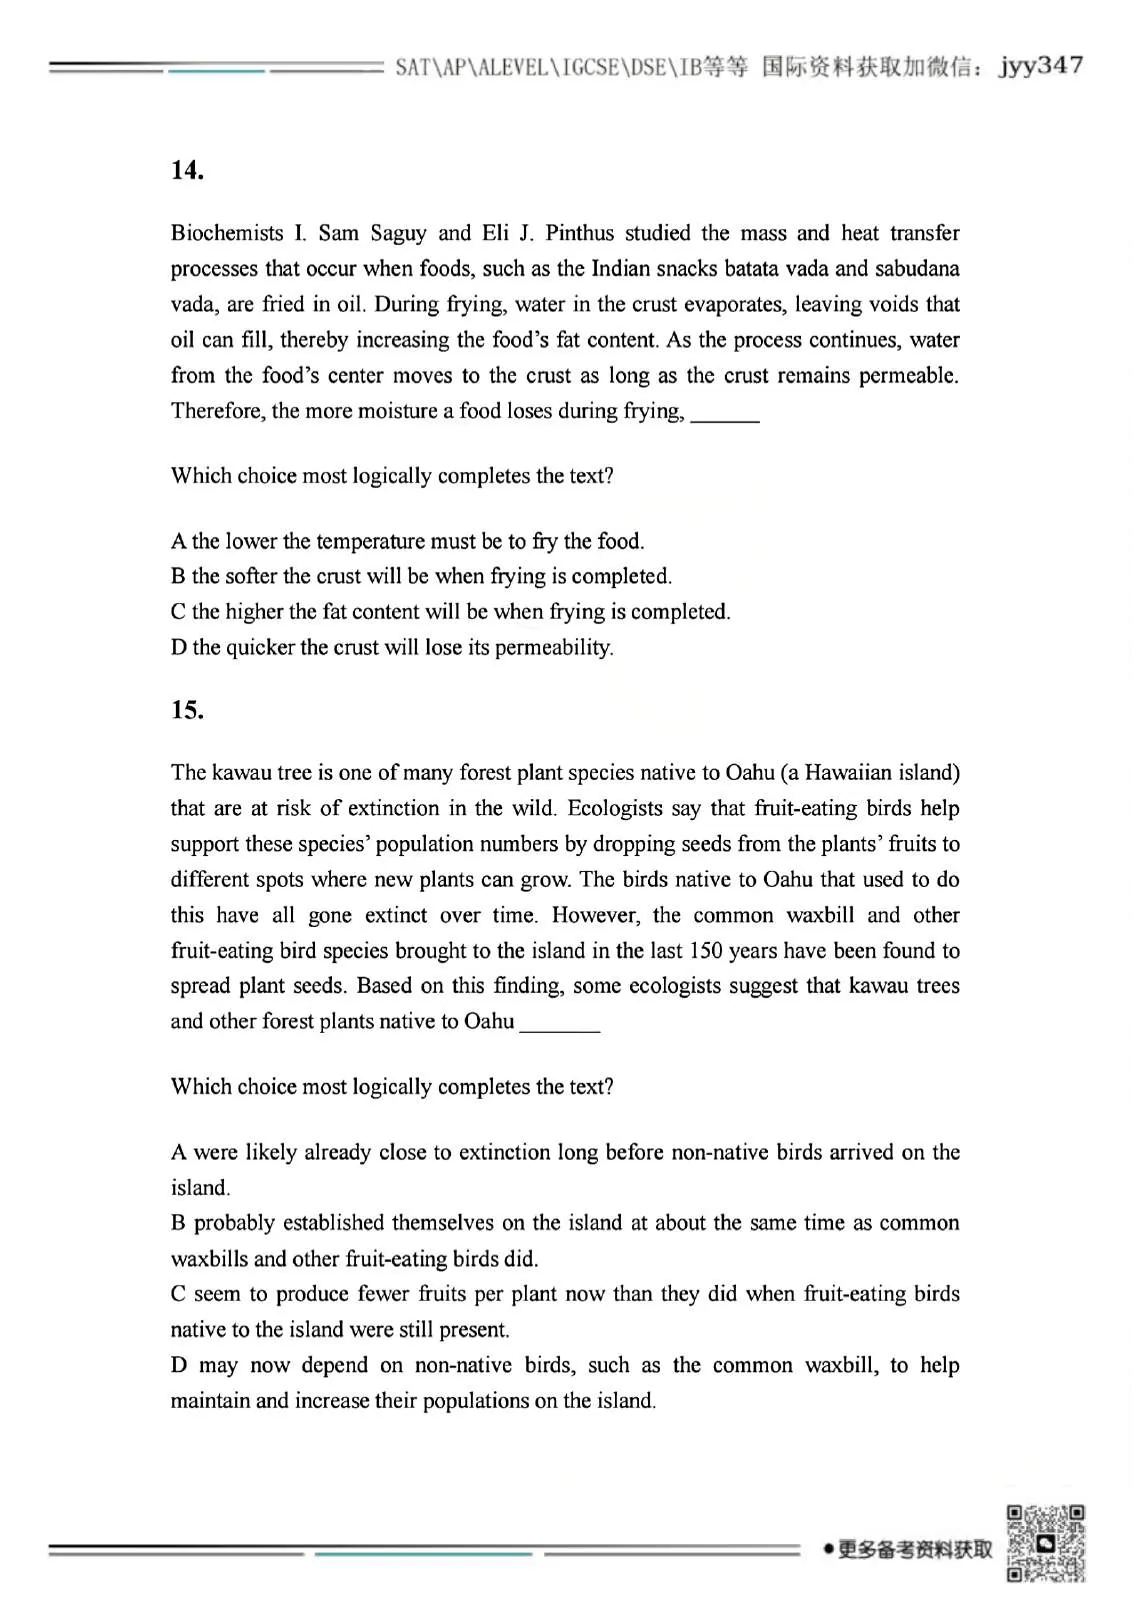 SAT\AP\ALEVEL\IGCSE\DSE\IB等等 国际资料获取加微信：jyy347
14.
Biochemists I. Sam Saguy and Eli J. Pinthus studied the mass and heat transfer
processes that occur when foods, such as the Indian snacks batata vada and sabudana
vada, are fried in oil. During frying, water in the crust evaporates, leaving voids that
oil can fill, thereby increasing the food’s fat content. As the process continues, water
from the food’s center moves to the crust as long as the crust remains permeable.
Therefore, the more moisture a food loses during frying, ______
Which choice most logically completes the text?
A the lower the temperature must be to fry the food.
B the softer the crust will be when frying is completed.
C the higher the fat content will be when frying is completed.
D the quicker the crust will lose its permeability.
15.
The kawau tree is one of many forest plant species native to Oahu (a Hawaiian island)
that are at risk of extinction in the wild. Ecologists say that fruit-eating birds help
support these species’ population numbers by dropping seeds from the plants’ fruits to
different spots where new plants can grow. The birds native to Oahu that used to do
this have all gone extinct over time. However, the common waxbill and other
fruit-eating bird species brought to the island in the last 150 years have been found to
spread plant seeds. Based on this finding, some ecologists suggest that kawau trees
and other forest plants native to Oahu _______
Which choice most logically completes the text?
A were likely already close to extinction long before non-native birds arrived on the
island.
B probably established themselves on the island at about the same time as common
waxbills and other fruit-eating birds did.
C seem to produce fewer fruits per plant now than they did when fruit-eating birds
native to the island were still present.
D may now depend on non-native birds, such as the common waxbill, to help
maintain and increase their populations on the island.
●更多备考资料获取